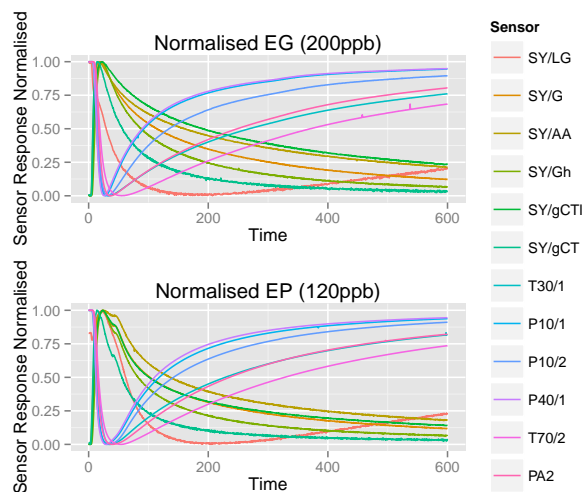 Normalised EG (200ppb)
Sensor Response Normalised
1.00
0.75
0.50
0.25
0.00
0
200
400
600
Time
Normalised EP (120ppb)
Sensor Response Normalised
1.00
0.75
0.50
0.25
0.00
0
200
400
600
Time
Sensor
SY/LG
SY/G
SY/AA
SY/Gh
SY/gCTl
SY/gCT
T30/1
P10/1
P10/2
P40/1
T70/2
PA2